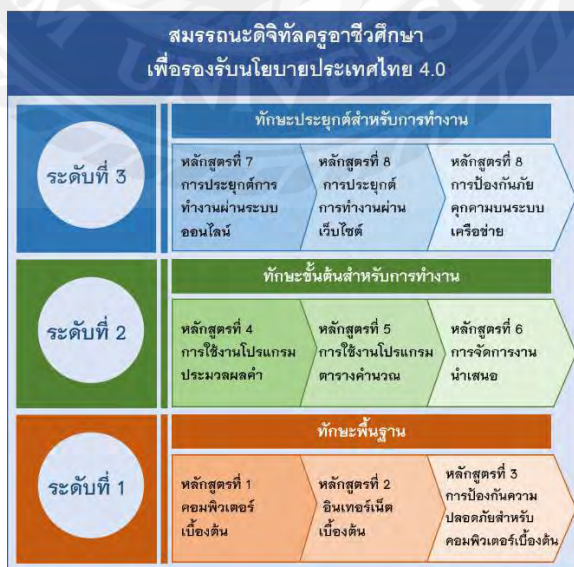 สมรรถนะดิจิทัลครูอาชีวศึกษา
เพื่อรองรับนโยบายประเทศไทย 4.0
ระดับที่ 3
ทักษะประยุกต์สำหรับการทำงาน
หลักสูตรที่ 7
การประยุกต์การ
ทำงานผ่านระบบ
ออนไลน์
หลักสูตรที่ 8
การประยุกต์
การทำงานผ่าน
เว็บไซต์
หลักสูตรที่ 8
การป้องกันภัย
คุกคามบนระบบ
เครือข่าย
ระดับที่ 2
ทักษะขั้นต้นสำหรับการทำงาน
หลักสูตรที่ 4
การใช้งานโปรแกรม
ประมวลผลคำ
หลักสูตรที่ 5
การใช้งานโปรแกรม
ตารางคำนวณ
หลักสูตรที่ 6
การจัดการงาน
นำเสนอ
ระดับที่ 1
ทักษะพื้นฐาน
หลักสูตรที่ 1
คอมพิวเตอร์
เบื้องต้น
หลักสูตรที่ 2
อินเทอร์เน็ต
เบื้องต้น
หลักสูตรที่ 3
การป้องกันความ
ปลอดภัยสำหรับ
คอมพิวเตอร์เบื้องต้น